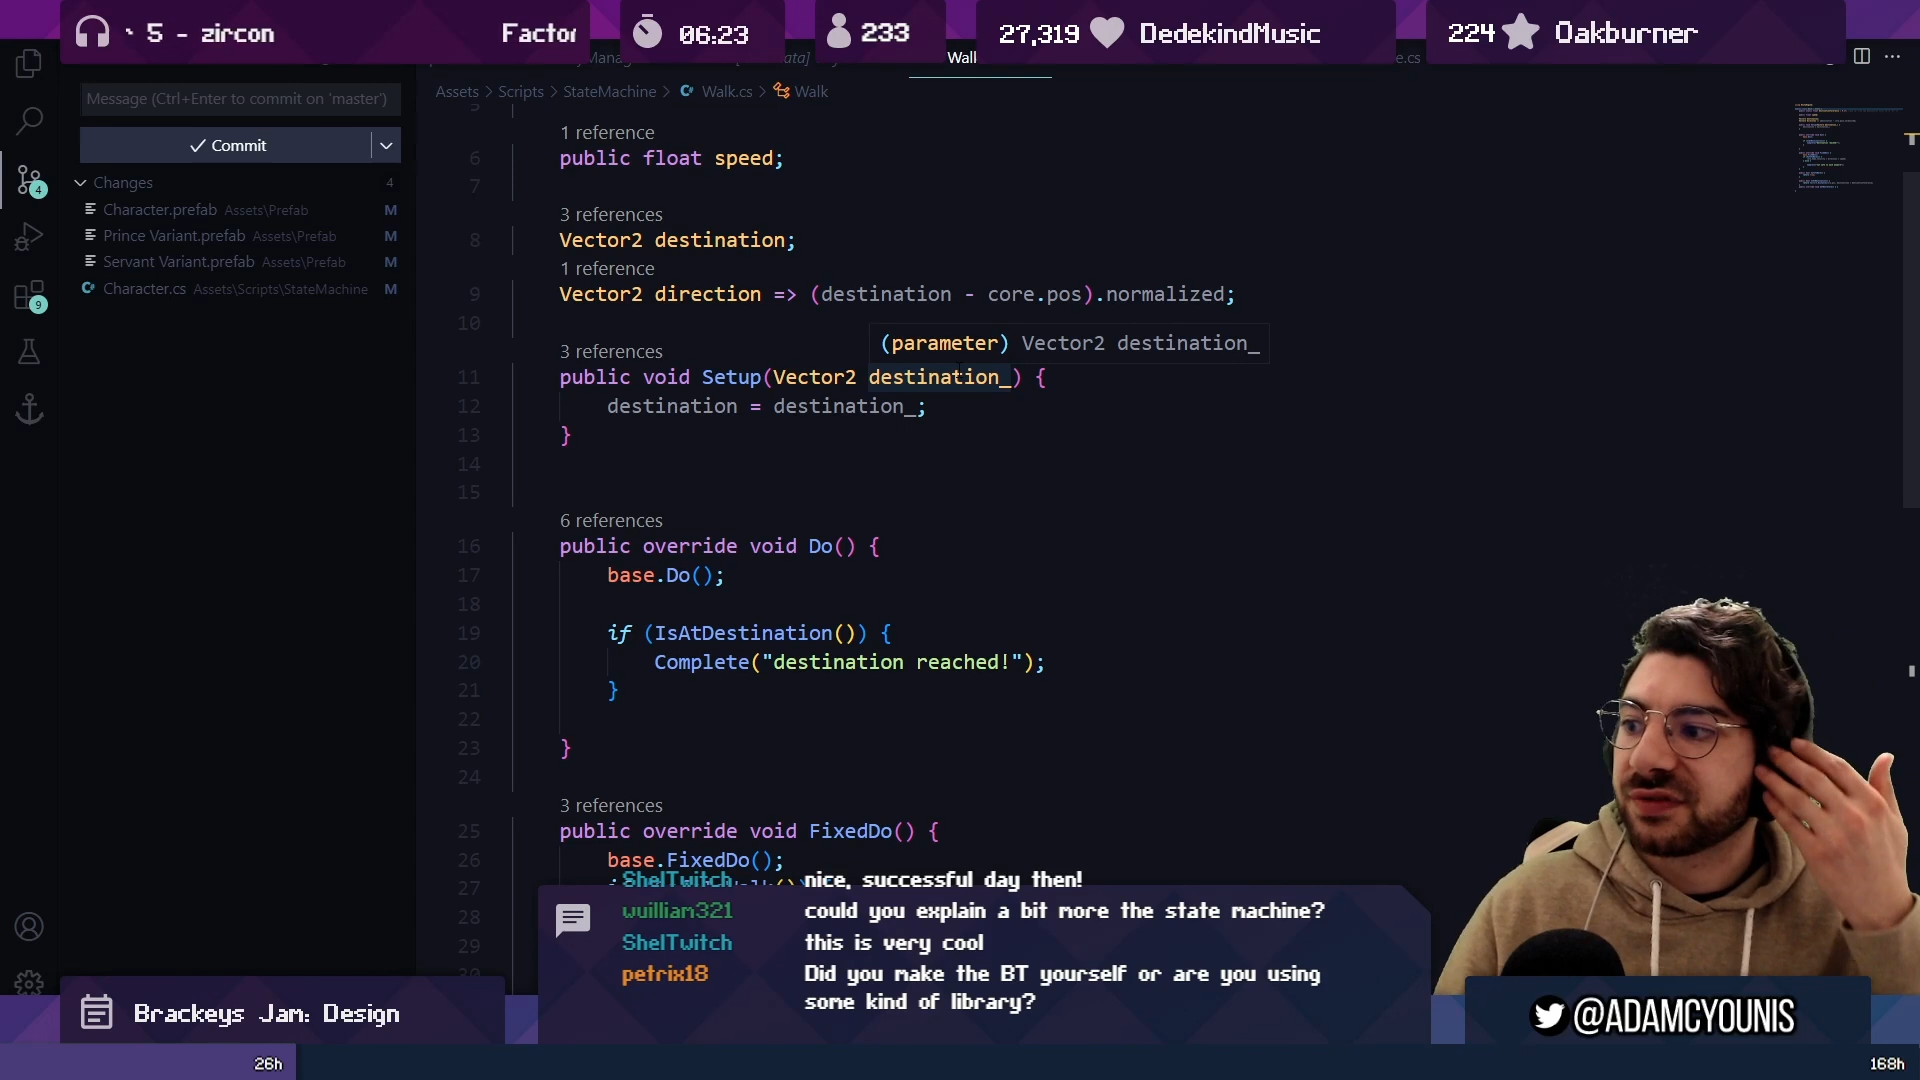 · 5 - zircon
Factor
06:23
233
27,319 DedekindMusic
224 Oakburner
Walk
e.cs
Message (Ctrl+Enter to commit on 'master')
Commit
Changes 4
Character.prefab Assets\Prefab M
Prince Variant.prefab Assets\Prefab M
Servant Variant.prefab Assets\Prefab M
Character.cs Assets\Scripts\StateMachine M
4
9
Assets > Scripts > StateMachine > Walk.cs > Walk
1 reference
6 public float speed;
7
3 references
8 Vector2 destination;
1 reference
9 Vector2 direction => (destination - core.pos).normalized;
10
(parameter) Vector2 destination_
3 references
11 public void Setup(Vector2 destination_) {
12 destination = destination_;
13 }
14
15
6 references
16 public override void Do() {
17 base.Do();
18
19 if (IsAtDestination()) {
20 Complete("destination reached!");
21 }
22
23 }
24
3 references
25 public override void FixedDo() {
26 base.FixedDo();
27
28
29
ShelTwitch nice, successful day then!
wuilliam321 could you explain a bit more the state machine?
ShelTwitch this is very cool
petrix18 Did you make the BT yourself or are you using
some kind of library?
Brackeys Jam: Design
@ADAMCYOUNIS
26h
168h